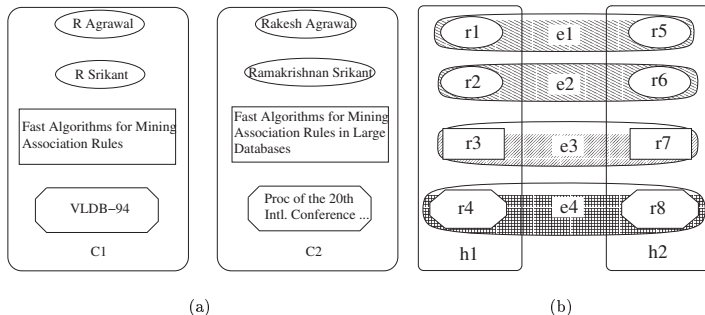 R Agrawal
R Srikant
Fast Algorithms for Mining
Association Rules
VLDB-94
C1
Rakesh Agrawal
Ramakrishnan Srikant
Fast Algorithms for Mining
Association Rules in Large
Databases
Proc of the 20th
Intl. Conference ...
C2
(a)
r1 e1 r5
r2 e2 r6
r3 e3 r7
r4 e4 r8
h1 h2
(b)